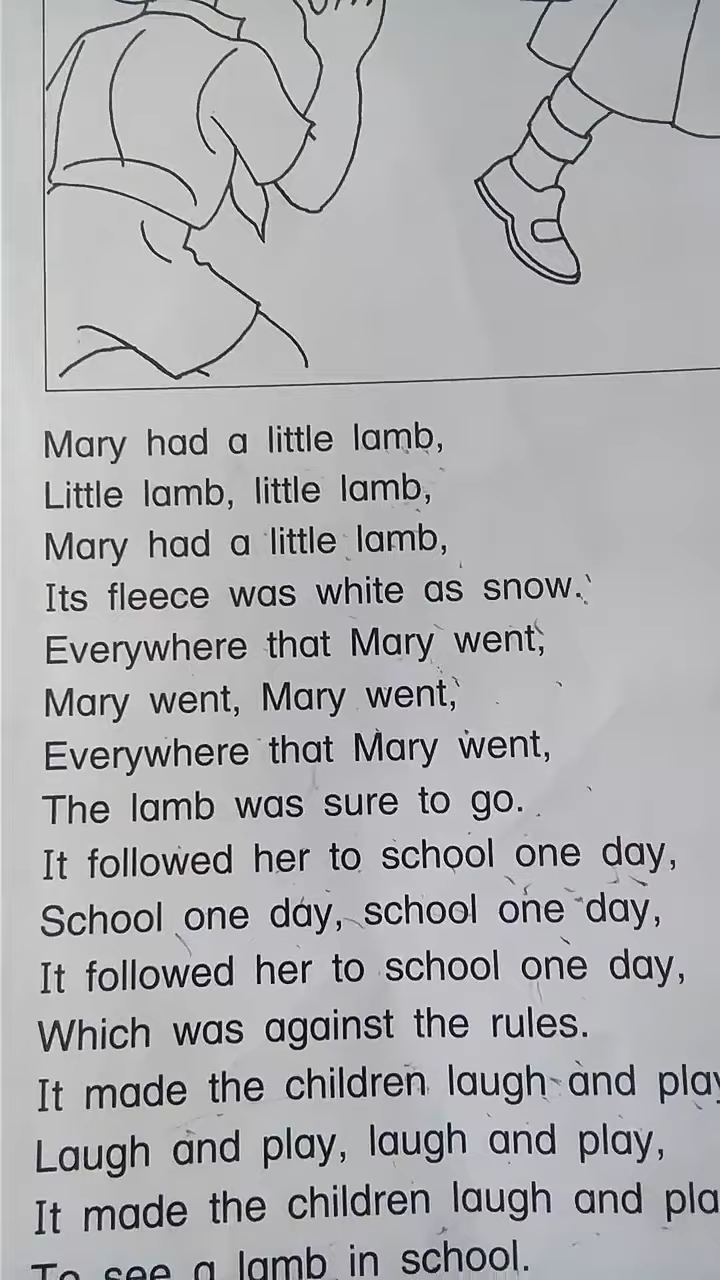 Mary had a little lamb,
Little lamb, little lamb,
Mary had a little lamb,
Its fleece was white as snow.
Everywhere that Mary went,
Mary went, Mary went,
Everywhere that Mary went,
The lamb was sure to go.
It followed her to school one day,
School one day, school one day,
It followed her to school one day,
Which was against the rules.
It made the children laugh and play
Laugh and play, laugh and play,
It made the children laugh and pla
To see a lamb in school.